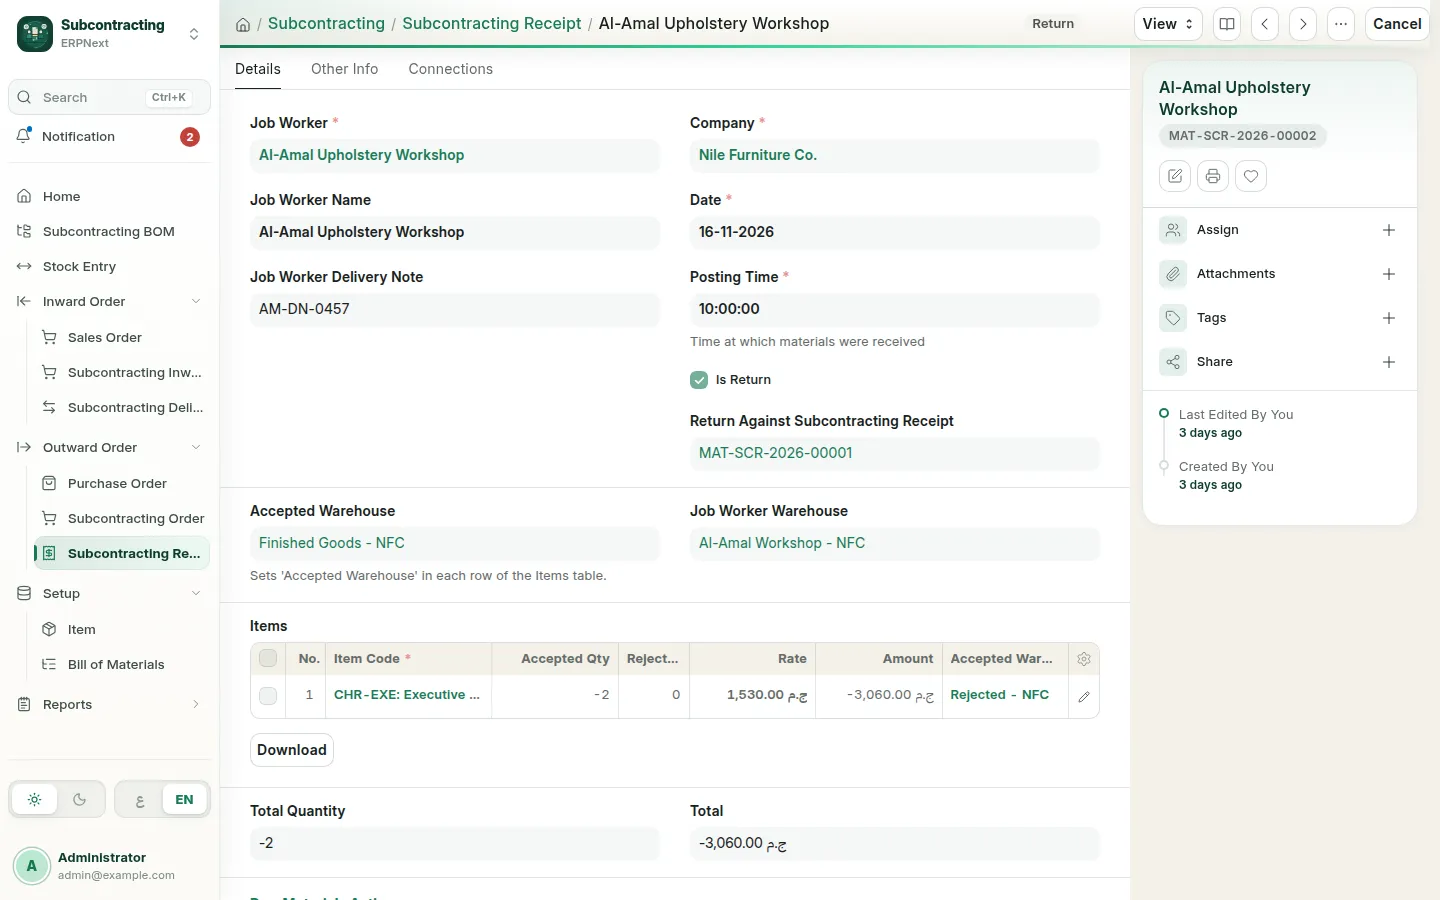 Subcontracting
ERPNext
Search
Ctrl+K
Notification
2
Home
Subcontracting BOM
Stock Entry
Inward Order
Sales Order
Subcontracting Inw...
Subcontracting Deli...
Outward Order
Purchase Order
Subcontracting Order
Subcontracting Re...
Setup
Item
Bill of Materials
Reports
ع
EN
A
Administrator
admin@example.com
/ Subcontracting / Subcontracting Receipt / Al-Amal Upholstery Workshop
Return
View
...
Cancel
Details
Other Info
Connections
Job Worker *
Al-Amal Upholstery Workshop
Company *
Nile Furniture Co.
Job Worker Name
Al-Amal Upholstery Workshop
Date *
16-11-2026
Job Worker Delivery Note
AM-DN-0457
Posting Time *
10:00:00
Time at which materials were received
Is Return
Return Against Subcontracting Receipt
MAT-SCR-2026-00001
Accepted Warehouse
Finished Goods - NFC
Sets 'Accepted Warehouse' in each row of the Items table.
Job Worker Warehouse
Al-Amal Workshop - NFC
Items
No. Item Code * Accepted Qty Reject... Rate Amount Accepted War...
1 CHR-EXE: Executive ... -2 0 1,530.00 ج.م -3,060.00 ج.م Rejected - NFC
Download
Total Quantity
-2
Total
-3,060.00 ج.م
Al-Amal Upholstery
Workshop
MAT-SCR-2026-00002
Assign
Attachments
Tags
Share
Last Edited By You
3 days ago
Created By You
3 days ago